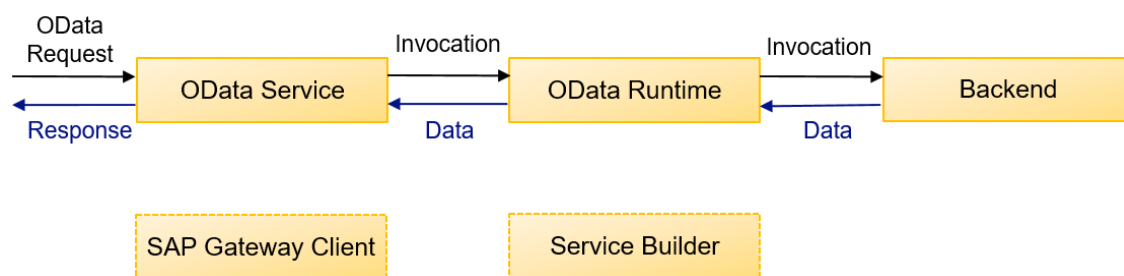 OData
Request
Invocation
Invocation
OData Service
OData Runtime
Backend
Response
Data
Data
SAP Gateway Client
Service Builder